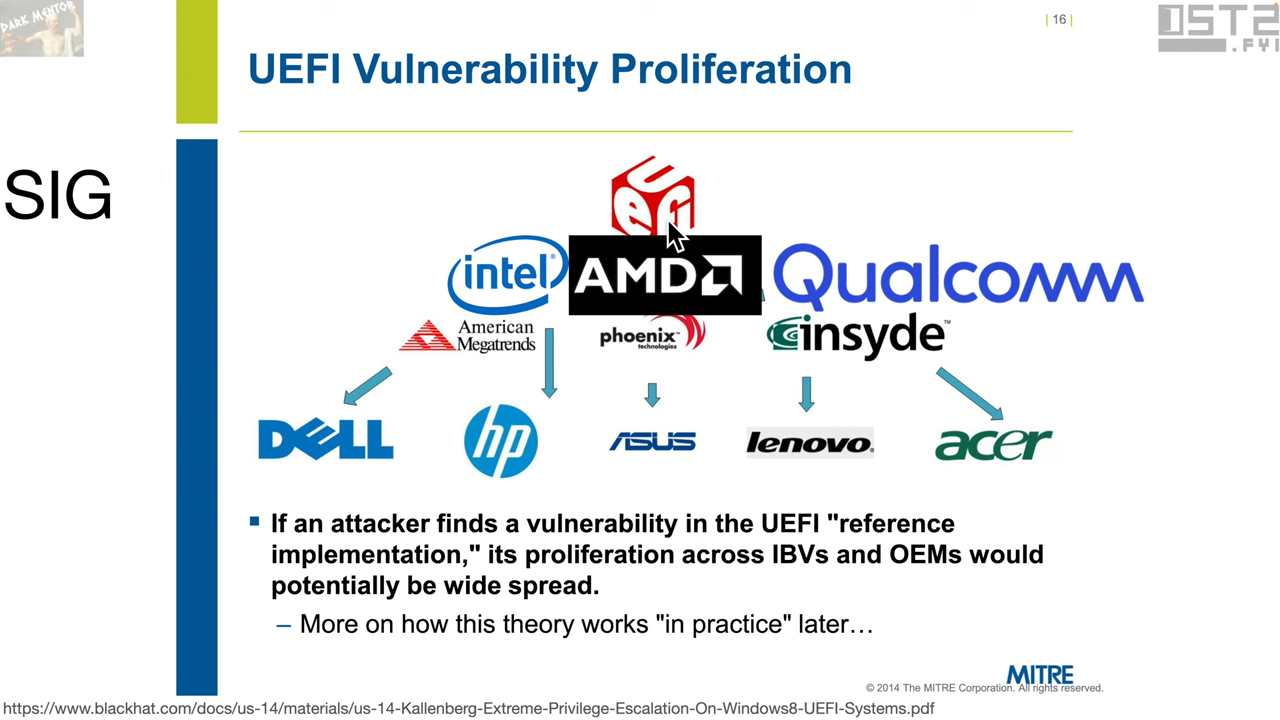 DARK MENTOR
| 16 |
OST2
.FYI
UEFI Vulnerability Proliferation
SIG
UEFI
intel®
AMD
Qualcomm
American
Megatrends
phoenix™
technologies
insyde™
DELL
hp
ASUS
lenovo.
acer
▪ If an attacker finds a vulnerability in the UEFI "reference
implementation," its proliferation across IBVs and OEMs would
potentially be wide spread.
– More on how this theory works "in practice" later…
MITRE
© 2014 The MITRE Corporation. All rights reserved.
https://www.blackhat.com/docs/us-14/materials/us-14-Kallenberg-Extreme-Privilege-Escalation-On-Windows8-UEFI-Systems.pdf